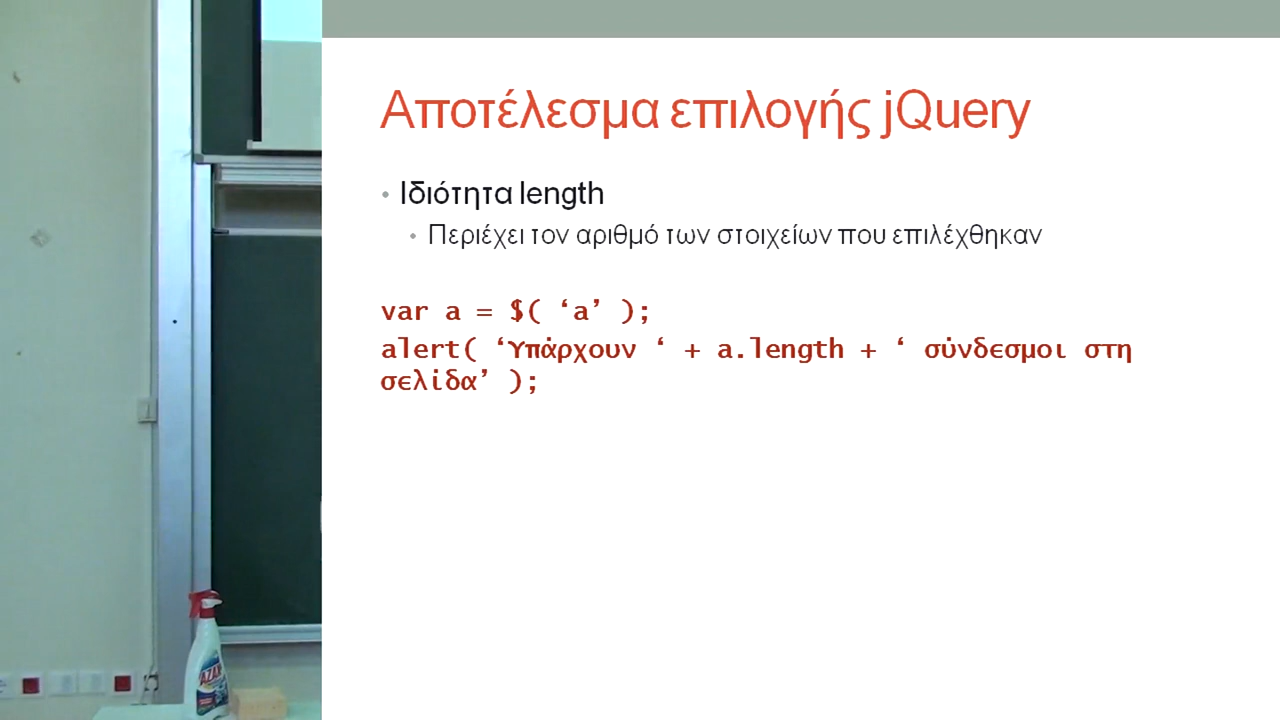 Αποτέλεσμα επιλογής jQuery
• Ιδιότητα length
• Περιέχει τον αριθμό των στοιχείων που επιλέχθηκαν
var a = $( ‘a’ );
alert( ‘Υπάρχουν ‘ + a.length + ‘ σύνδεσμοι στη
σελίδα’ );
AZAX